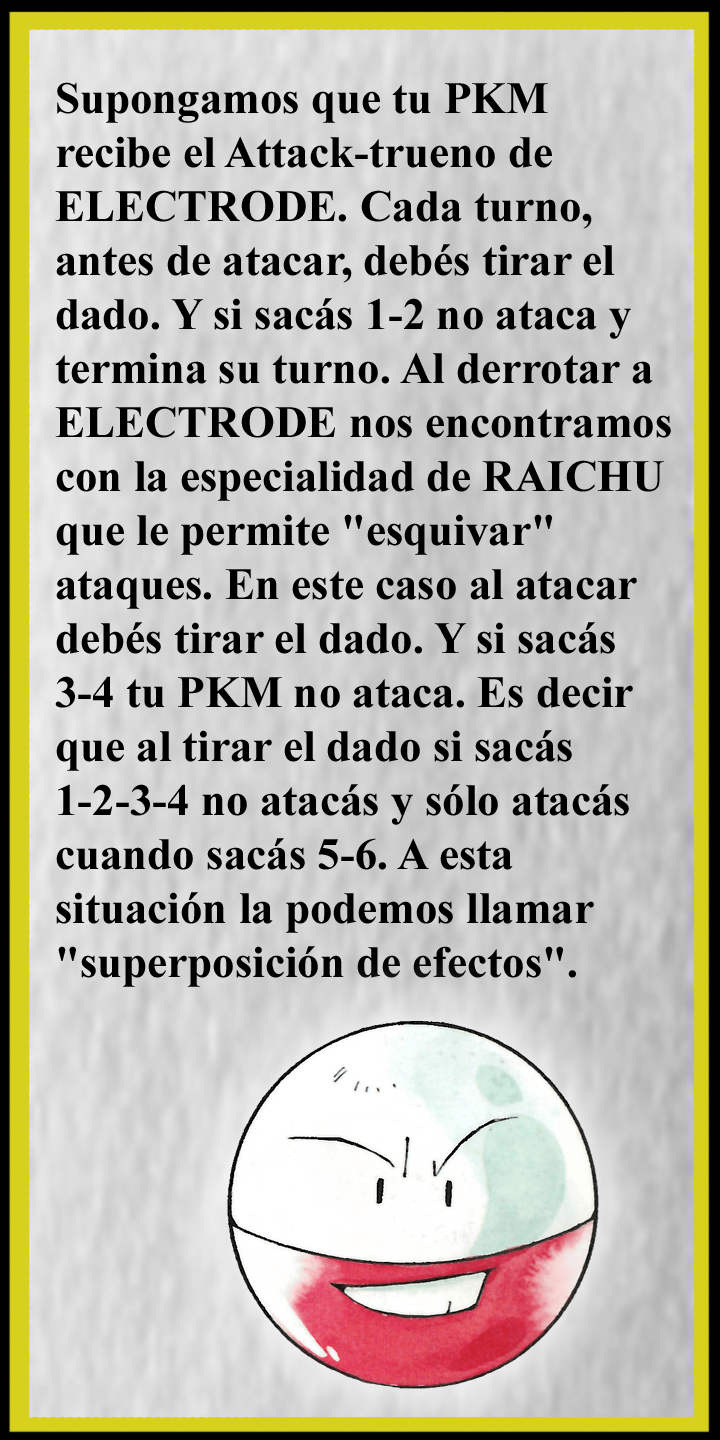 Supongamos que tu PKM
recibe el Attack-trueno de
ELECTRODE. Cada turno,
antes de atacar, debés tirar el
dado. Y si sacás 1-2 no ataca y
termina su turno. Al derrotar a
ELECTRODE nos encontramos
con la especialidad de RAICHU
que le permite "esquivar"
ataques. En este caso al atacar
debés tirar el dado. Y si sacás
3-4 tu PKM no ataca. Es decir
que al tirar el dado si sacás
1-2-3-4 no atacás y sólo atacás
cuando sacás 5-6. A esta
situación la podemos llamar
"superposición de efectos".